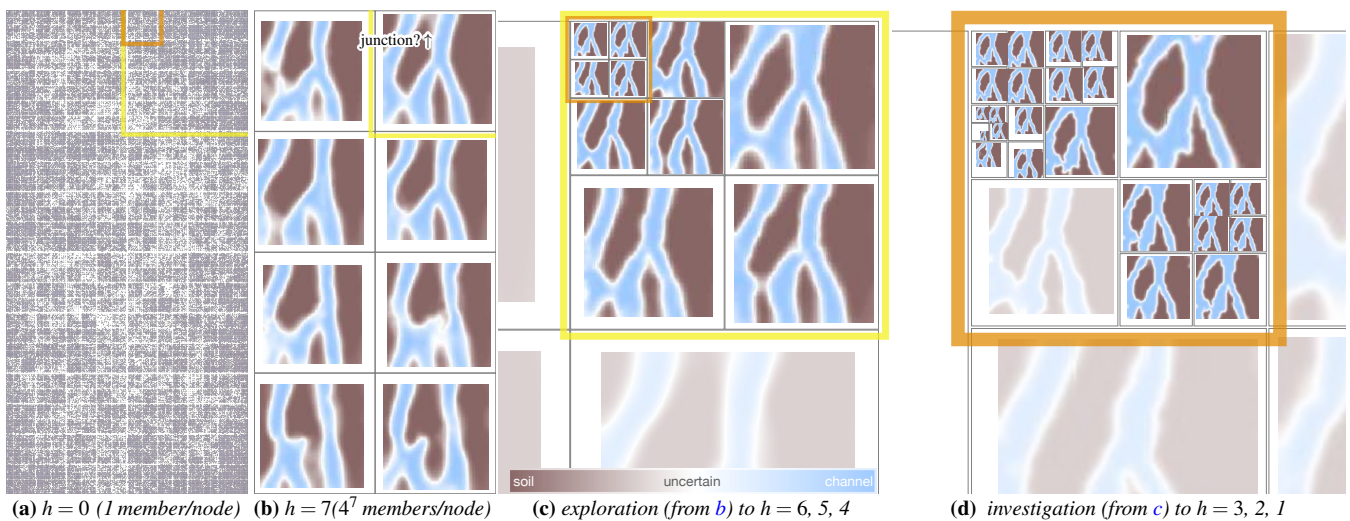 junction? ↑
soil uncertain channel
(a) h = 0 (1 member/node) (b) h = 7(4⁷ members/node) (c) exploration (from b) to h = 6, 5, 4 (d) investigation (from c) to h = 3, 2, 1